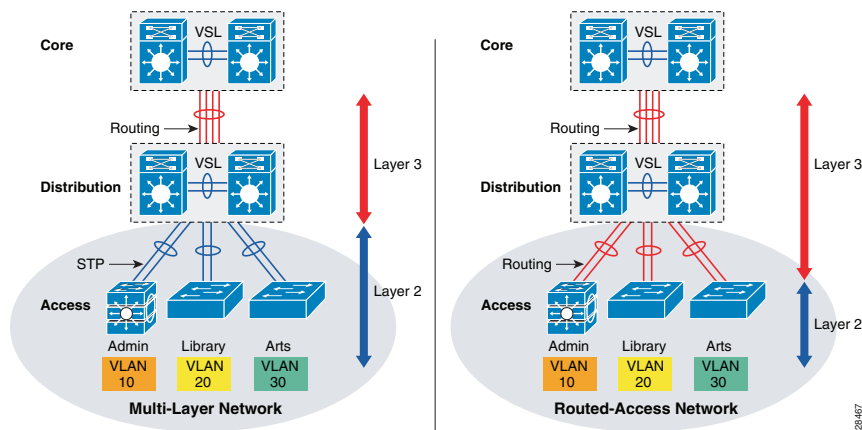 Core
VSL
Routing
Layer 3
VSL
Distribution
STP
Layer 2
Access
Admin
Library
Arts
VLAN
10
VLAN
20
VLAN
30
Multi-Layer Network
Core
VSL
Routing
Layer 3
VSL
Distribution
Routing
Access
Layer 2
Admin
Library
Arts
VLAN
10
VLAN
20
VLAN
30
Routed-Access Network
28467